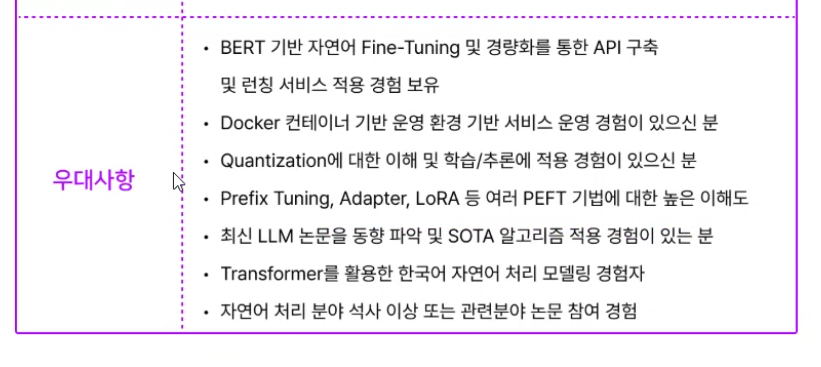 우대사항
• BERT 기반 자연어 Fine-Tuning 및 경량화를 통한 API 구축
및 런칭 서비스 적용 경험 보유
• Docker 컨테이너 기반 운영 환경 기반 서비스 운영 경험이 있으신 분
• Quantization에 대한 이해 및 학습/추론에 적용 경험이 있으신 분
• Prefix Tuning, Adapter, LoRA 등 여러 PEFT 기법에 대한 높은 이해도
• 최신 LLM 논문을 동향 파악 및 SOTA 알고리즘 적용 경험이 있는 분
• Transformer를 활용한 한국어 자연어 처리 모델링 경험자
• 자연어 처리 분야 석사 이상 또는 관련분야 논문 참여 경험